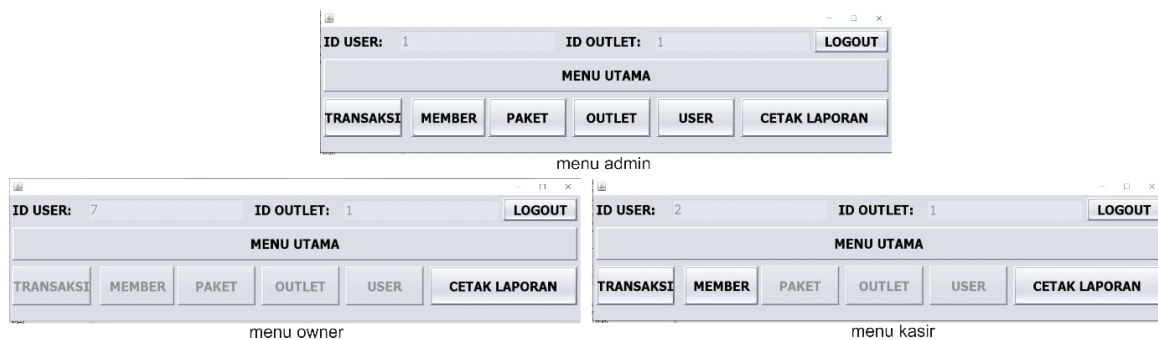 ID USER: 1 ID OUTLET: 1 LOGOUT
MENU UTAMA
TRANSAKSI MEMBER PAKET OUTLET USER CETAK LAPORAN
menu admin
ID USER: 7 ID OUTLET: 1 LOGOUT
MENU UTAMA
TRANSAKSI MEMBER PAKET OUTLET USER CETAK LAPORAN
menu owner
ID USER: 2 ID OUTLET: 1 LOGOUT
MENU UTAMA
TRANSAKSI MEMBER PAKET OUTLET USER CETAK LAPORAN
menu kasir